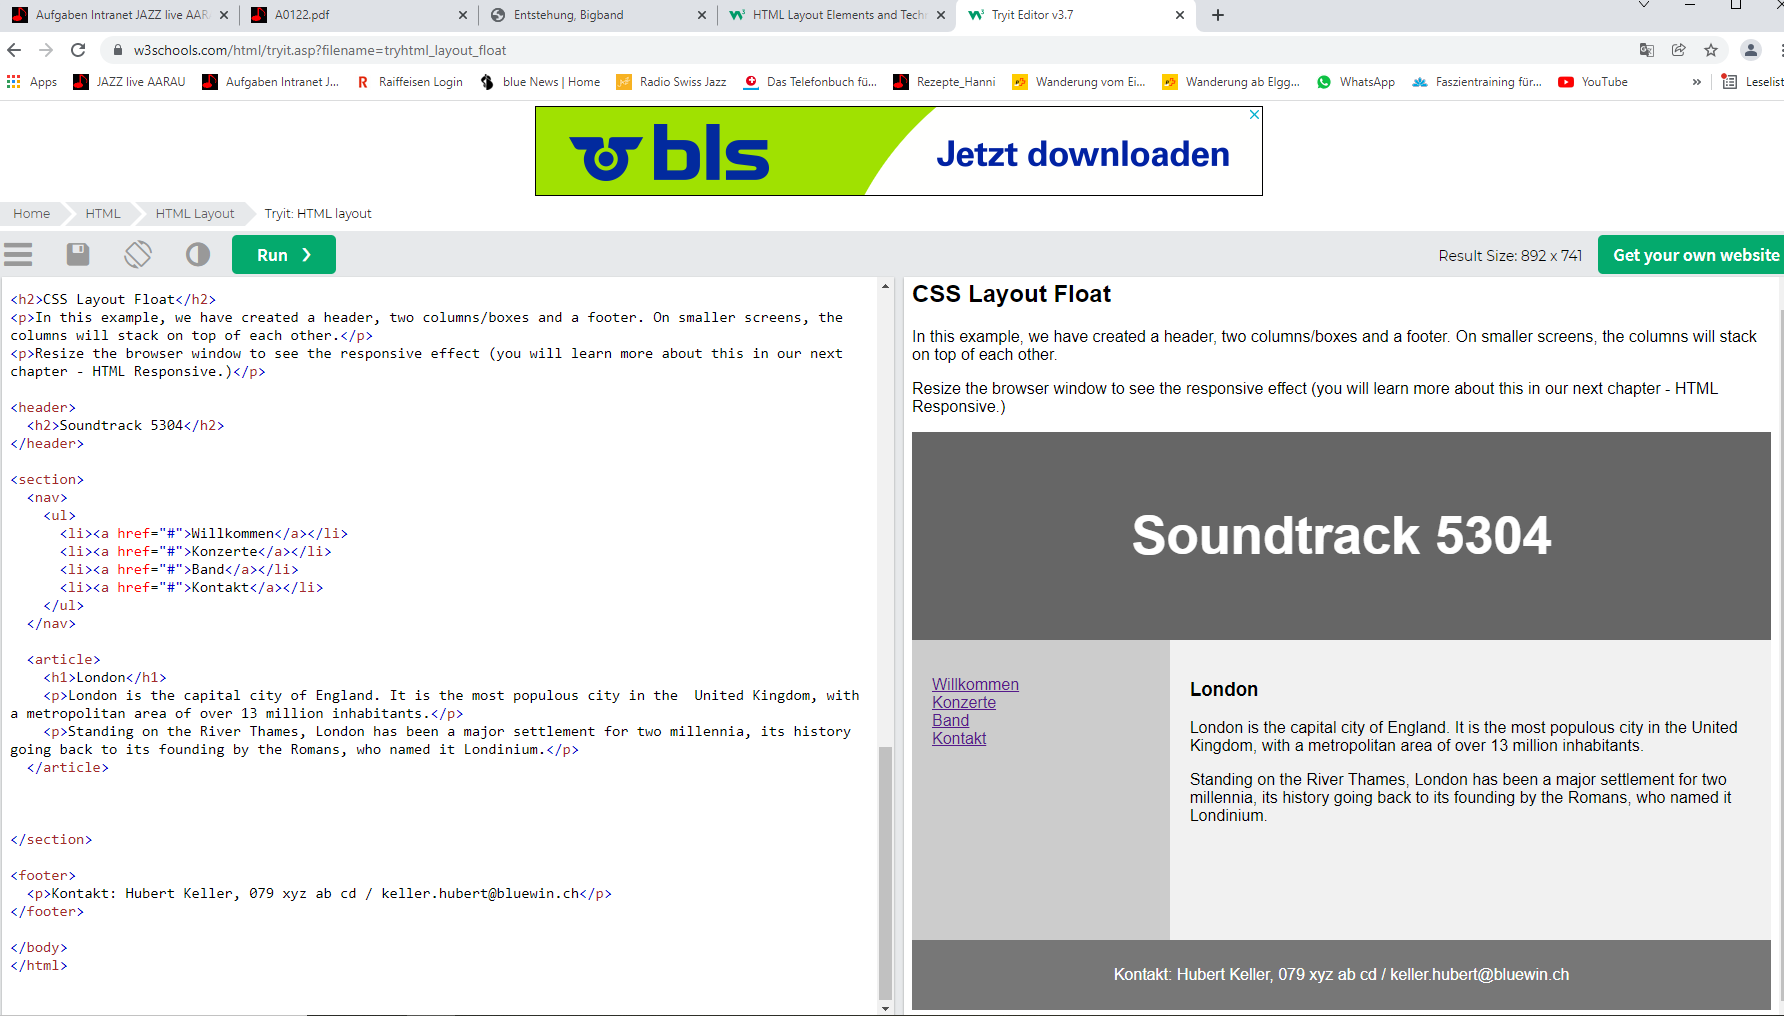 Aufgaben Intranet JAZZ live AARA
A0122.pdf
Entstehung, Bigband
HTML Layout Elements and Tech
Tryit Editor v3.7
w3schools.com/html/tryit.asp?filename=tryhtml_layout_float
Apps
JAZZ live AARAU
Aufgaben Intranet J...
Raiffeisen Login
blue News | Home
Radio Swiss Jazz
Das Telefonbuch fü...
Rezepte_Hanni
Wanderung vom Ei...
Wanderung ab Elgg...
WhatsApp
Faszientraining für...
YouTube
»
Leselist
bls
Jetzt downloaden
Home
HTML
HTML Layout
Tryit: HTML layout
Run ❯
Result Size: 892 x 741
Get your own website
<h2>CSS Layout Float</h2>
<p>In this example, we have created a header, two columns/boxes and a footer. On smaller screens, the
columns will stack on top of each other.</p>
<p>Resize the browser window to see the responsive effect (you will learn more about this in our next
chapter - HTML Responsive.)</p>
<header>
<h2>Soundtrack 5304</h2>
</header>
<section>
<nav>
<ul>
<li><a href="#">Willkommen</a></li>
<li><a href="#">Konzerte</a></li>
<li><a href="#">Band</a></li>
<li><a href="#">Kontakt</a></li>
</ul>
</nav>
<article>
<h1>London</h1>
<p>London is the capital city of England. It is the most populous city in the  United Kingdom, with
a metropolitan area of over 13 million inhabitants.</p>
<p>Standing on the River Thames, London has been a major settlement for two millennia, its history
going back to its founding by the Romans, who named it Londinium.</p>
</article>
</section>
<footer>
<p>Kontakt: Hubert Keller, 079 xyz ab cd / keller.hubert@bluewin.ch</p>
</footer>
</body>
</html>
CSS Layout Float
In this example, we have created a header, two columns/boxes and a footer. On smaller screens, the columns will stack
on top of each other.
Resize the browser window to see the responsive effect (you will learn more about this in our next chapter - HTML
Responsive.)
Soundtrack 5304
Willkommen
Konzerte
Band
Kontakt
London
London is the capital city of England. It is the most populous city in the United
Kingdom, with a metropolitan area of over 13 million inhabitants.
Standing on the River Thames, London has been a major settlement for two
millennia, its history going back to its founding by the Romans, who named it
Londinium.
Kontakt: Hubert Keller, 079 xyz ab cd / keller.hubert@bluewin.ch